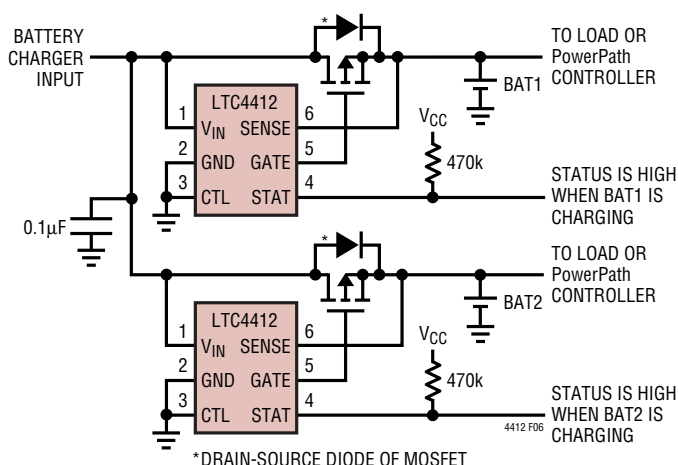 BATTERY
CHARGER
INPUT
*
TO LOAD OR
PowerPath
CONTROLLER
BAT1
LTC4412
1
VIN SENSE
6
2
GND GATE
5
3
CTL STAT
4
VCC
470k
STATUS IS HIGH
WHEN BAT1 IS
CHARGING
0.1µF
*
TO LOAD OR
PowerPath
CONTROLLER
BAT2
LTC4412
1
VIN SENSE
6
2
GND GATE
5
3
CTL STAT
4
VCC
470k
STATUS IS HIGH
WHEN BAT2 IS
CHARGING
4412 F06
*DRAIN-SOURCE DIODE OF MOSFET